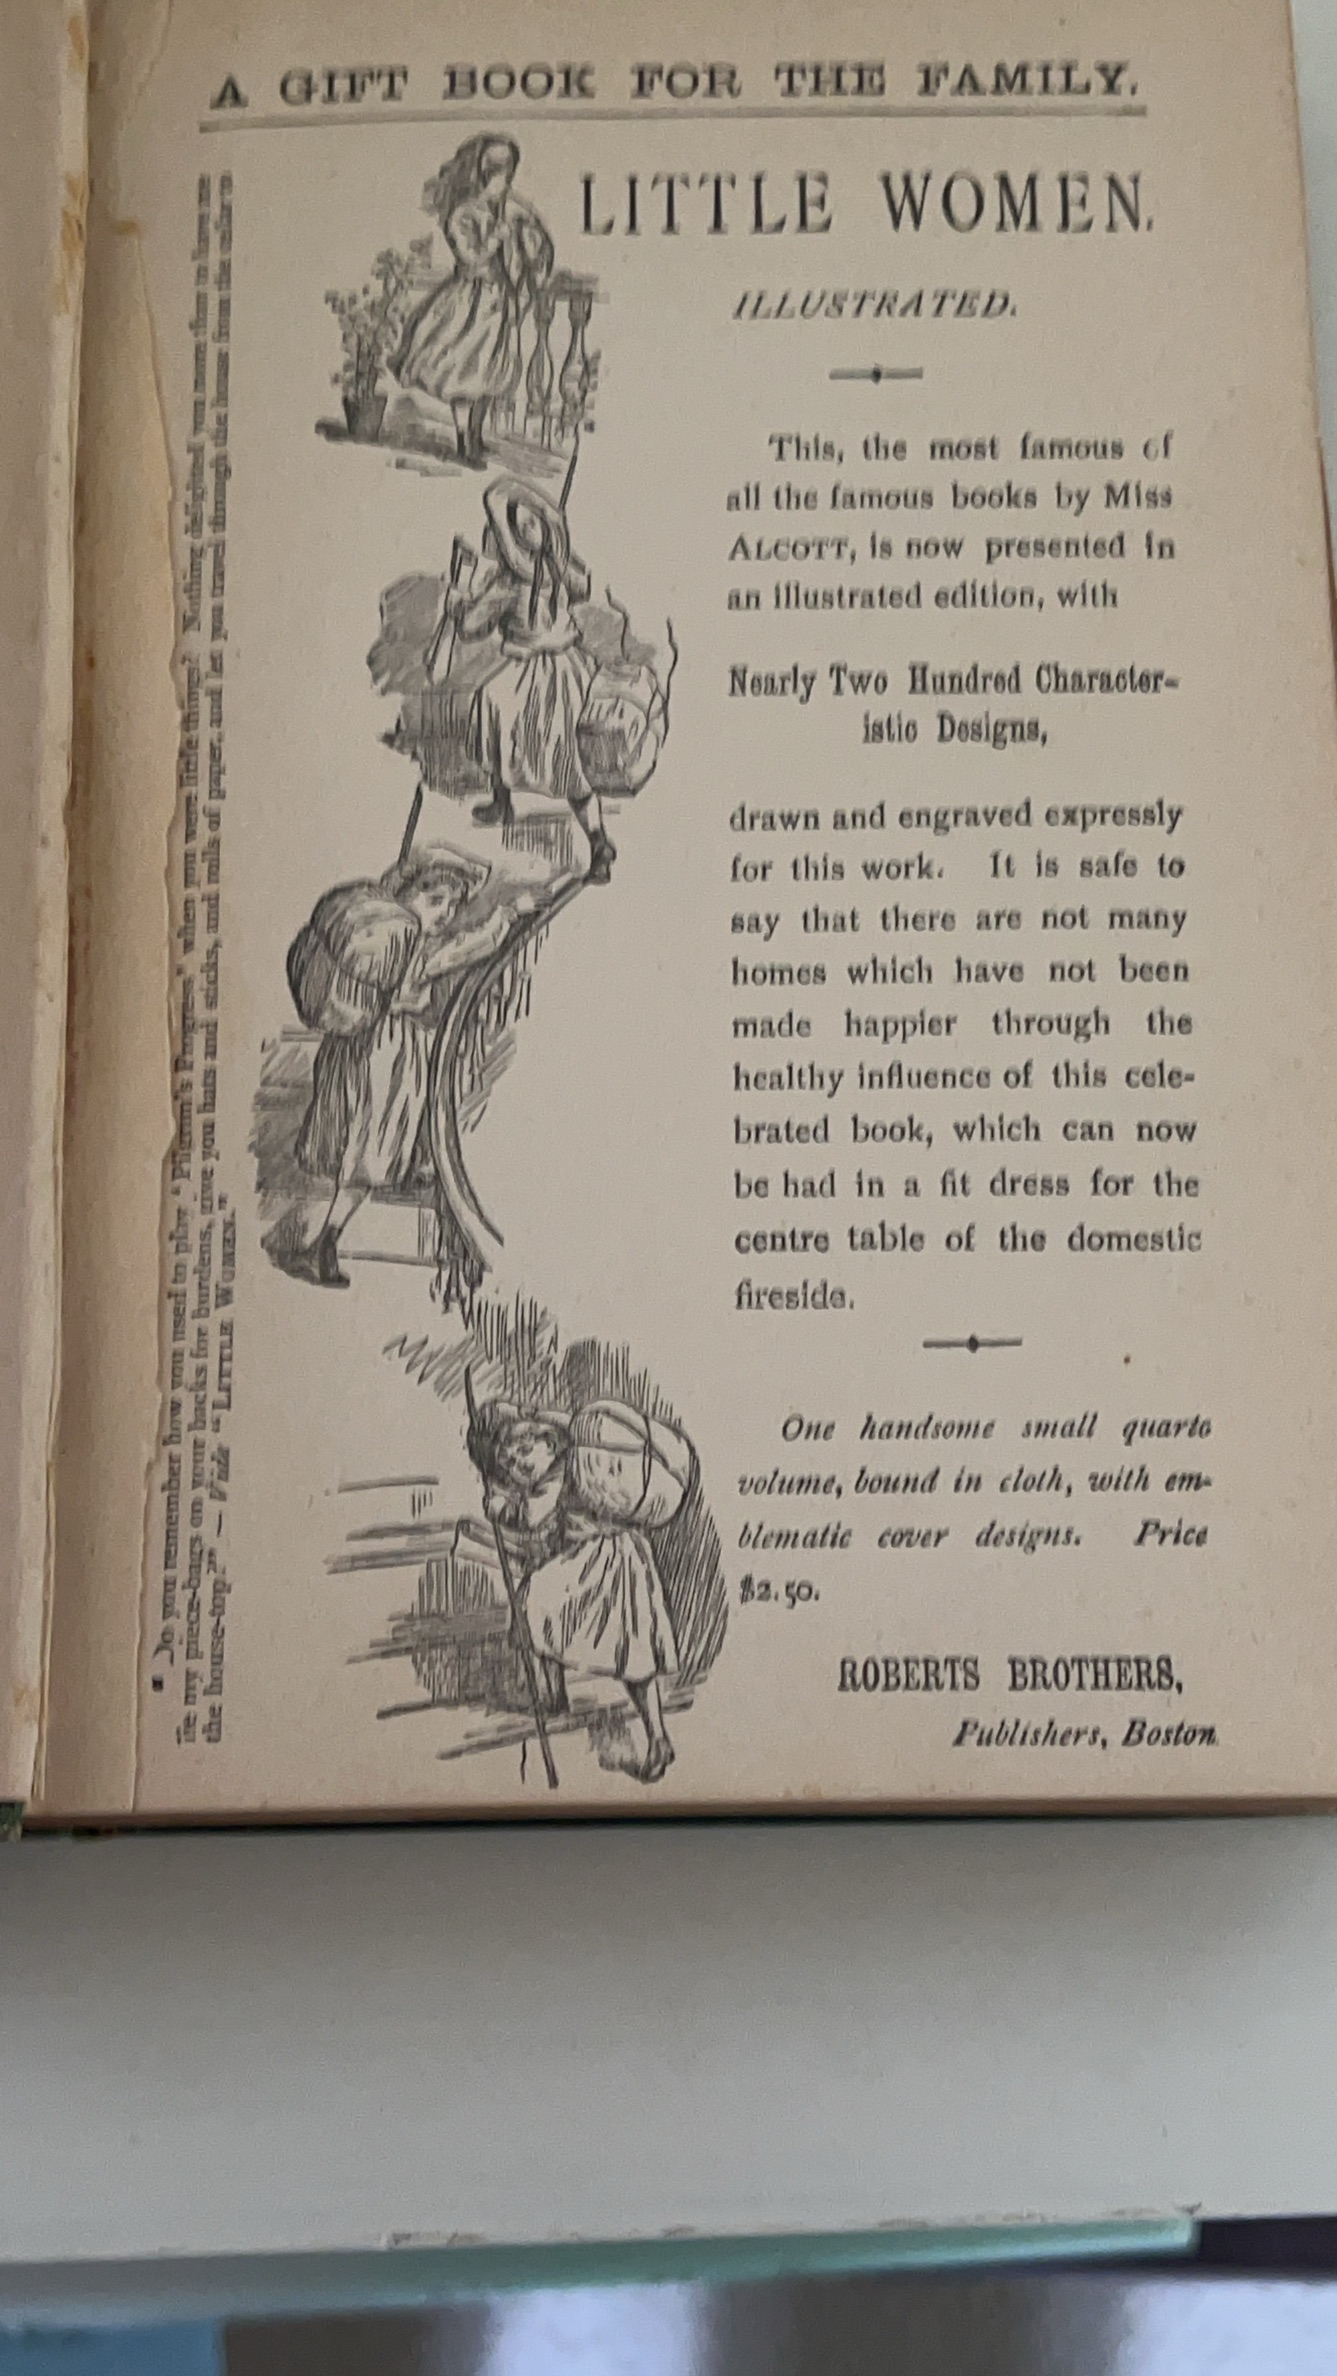 A GIFT BOOK FOR THE FAMILY.
LITTLE WOMEN.
ILLUSTRATED.
This, the most famous of
all the famous books by Miss
ALCOTT, is now presented in
an illustrated edition, with
Nearly Two Hundred Character-
istic Designs,
drawn and engraved expressly
for this work. It is safe to
say that there are not many
homes which have not been
made happier through the
healthy influence of this cele-
brated book, which can now
be had in a fit dress for the
centre table of the domestic
fireside.
One handsome small quarto
volume, bound in cloth, with em-
blematic cover designs. Price
$2.50.
ROBERTS BROTHERS,
Publishers, Boston.
"Do you remember how you used to play 'Pilgrim's Progress' when you were little things? Nothing delighted you more than to have me
tie my piece-bags on your backs for burdens, give you hats and sticks, and rolls of paper, and let you travel through the house from the cellar to
the house-top." — Vide "LITTLE WOMEN."